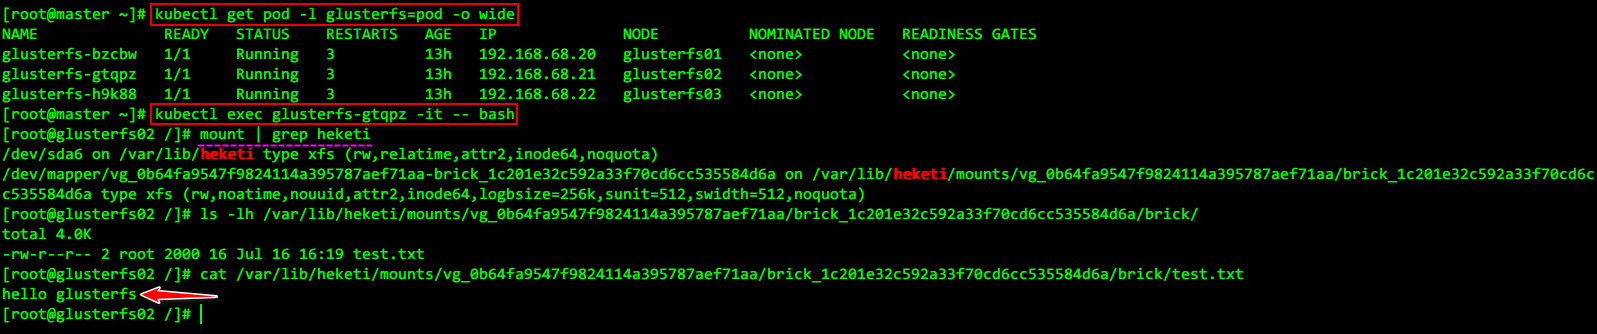 [root@master ~]# kubectl get pod -l glusterfs=pod -o wide
NAME READY STATUS RESTARTS AGE IP NODE NOMINATED NODE READINESS GATES
glusterfs-bzcbw 1/1 Running 3 13h 192.168.68.20 glusterfs01 <none> <none>
glusterfs-gtqpz 1/1 Running 3 13h 192.168.68.21 glusterfs02 <none> <none>
glusterfs-h9k88 1/1 Running 3 13h 192.168.68.22 glusterfs03 <none> <none>
[root@master ~]# kubectl exec glusterfs-gtqpz -it -- bash
[root@glusterfs02 /]# mount | grep heketi
/dev/sda6 on /var/lib/heketi type xfs (rw,relatime,attr2,inode64,noquota)
/dev/mapper/vg_0b64fa9547f9824114a395787aef71aa-brick_1c201e32c592a33f70cd6cc535584d6a on /var/lib/heketi/mounts/vg_0b64fa9547f9824114a395787aef71aa/brick_1c201e32c592a33f70cd6c
c535584d6a type xfs (rw,noatime,nouuid,attr2,inode64,logbsize=256k,sunit=512,swidth=512,noquota)
[root@glusterfs02 /]# ls -lh /var/lib/heketi/mounts/vg_0b64fa9547f9824114a395787aef71aa/brick_1c201e32c592a33f70cd6cc535584d6a/brick/
total 4.0K
-rw-r--r-- 2 root 2000 16 Jul 16 16:19 test.txt
[root@glusterfs02 /]# cat /var/lib/heketi/mounts/vg_0b64fa9547f9824114a395787aef71aa/brick_1c201e32c592a33f70cd6cc535584d6a/brick/test.txt
hello glusterfs
[root@glusterfs02 /]#